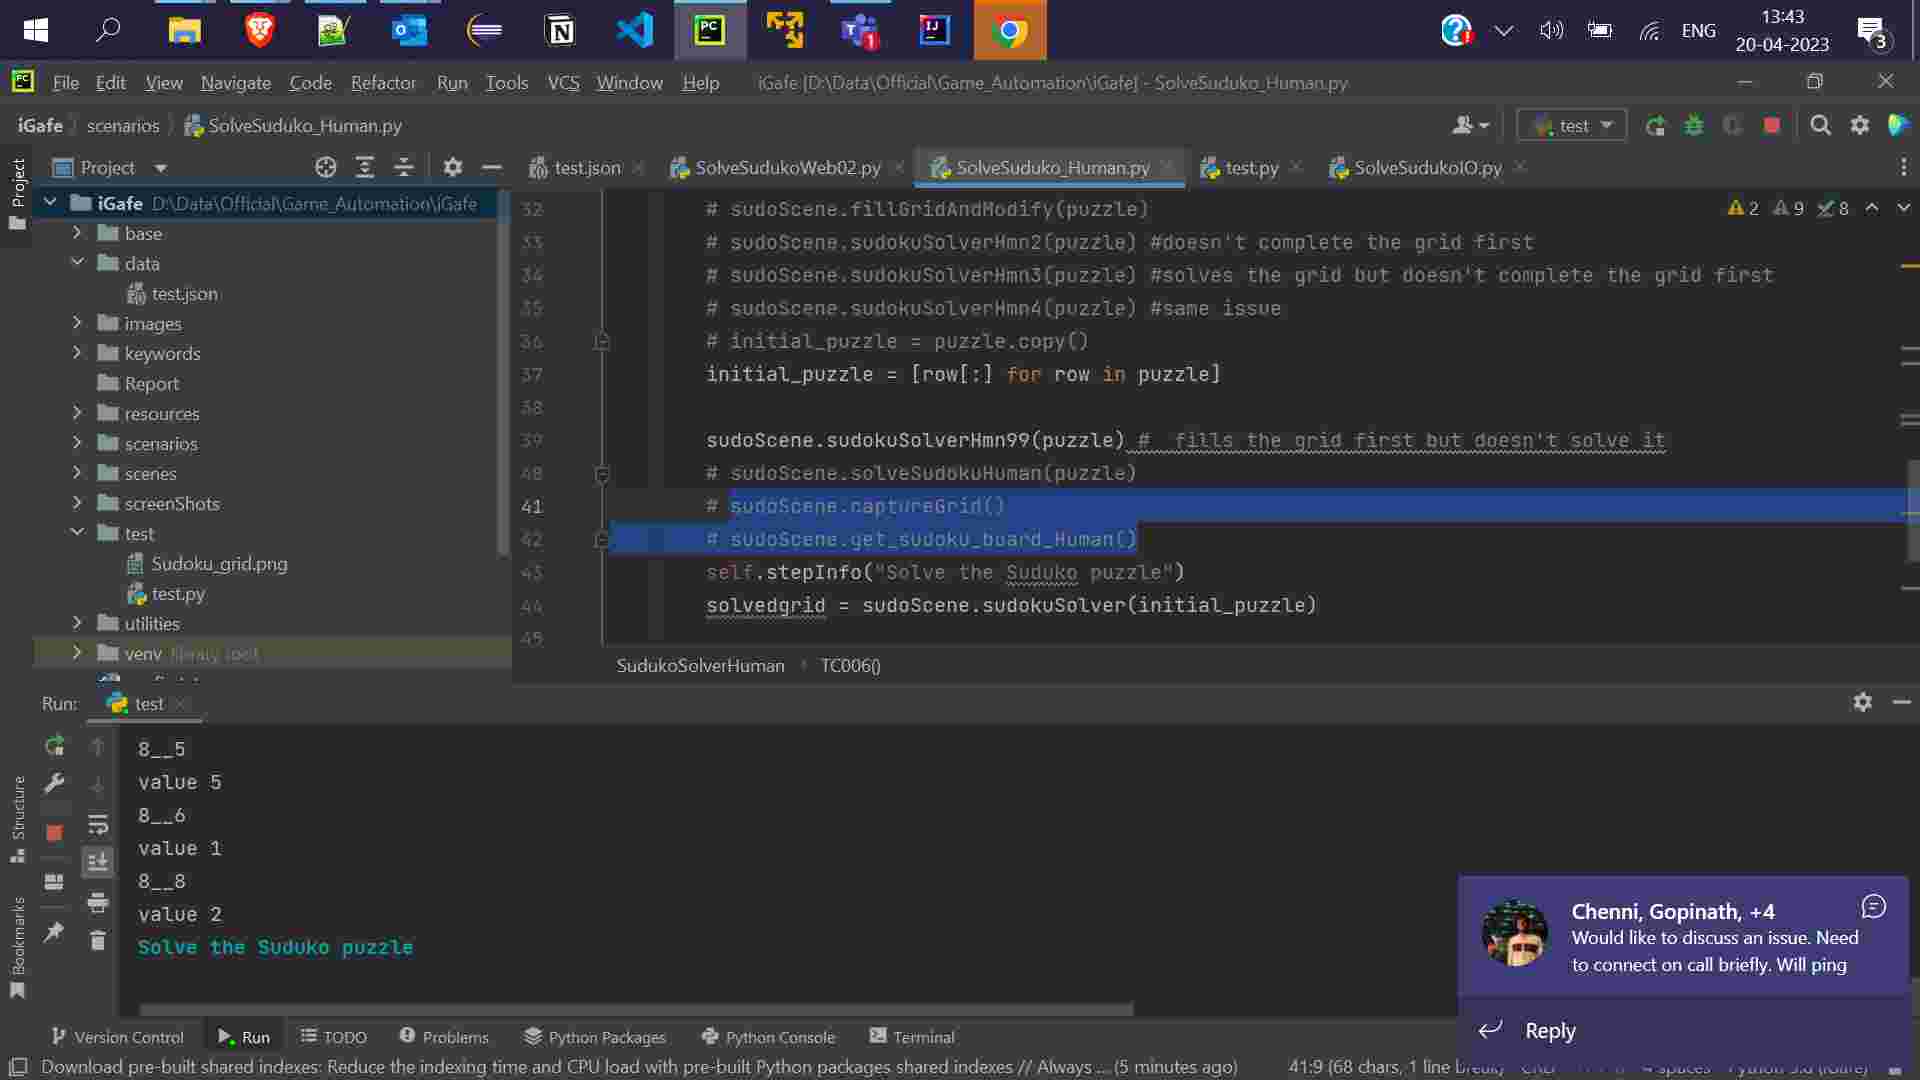 ENG
13:43
20-04-2023
3
1
PC
IJ
PC File Edit View Navigate Code Refactor Run Tools VCS Window Help iGafe [D:\Data\Official\Game_Automation\iGafe] - SolveSuduko_Human.py
iGafe scenarios SolveSuduko_Human.py
test
Project
Project
test.json SolveSudukoWeb02.py SolveSuduko_Human.py test.py SolveSudukoIO.py
iGafe D:\Data\Official\Game_Automation\iGafe
base
data
test.json
images
keywords
Report
resources
scenarios
scenes
screenShots
test
Sudoku_grid.png
test.py
utilities
venv library root
2 9 8
32 # sudoScene.fillGridAndModify(puzzle)
33 # sudoScene.sudokuSolverHmn2(puzzle) #doesn't complete the grid first
34 # sudoScene.sudokuSolverHmn3(puzzle) #solves the grid but doesn't complete the grid first
35 # sudoScene.sudokuSolverHmn4(puzzle) #same issue
36 # initial_puzzle = puzzle.copy()
37 initial_puzzle = [row[:] for row in puzzle]
38
39 sudoScene.sudokuSolverHmn99(puzzle) # fills the grid first but doesn't solve it
40 # sudoScene.solveSudokuHuman(puzzle)
41 # sudoScene.captureGrid()
42 # sudoScene.get_sudoku_board_Human()
43 self.stepInfo("Solve the Suduko puzzle")
44 solvedgrid = sudoScene.sudokuSolver(initial_puzzle)
45
SudukoSolverHuman TC006()
Run: test
8__5
value 5
8__6
value 1
8__8
value 2
Solve the Suduko puzzle
Structure
Bookmarks
Chenni, Gopinath, +4
Would like to discuss an issue. Need
to connect on call briefly. Will ping
Reply
Version Control Run TODO Problems Python Packages Python Console Terminal
Download pre-built shared indexes: Reduce the indexing time and CPU load with pre-built Python packages shared indexes // Always ... (5 minutes ago) 41:9 (68 chars, 1 line break)